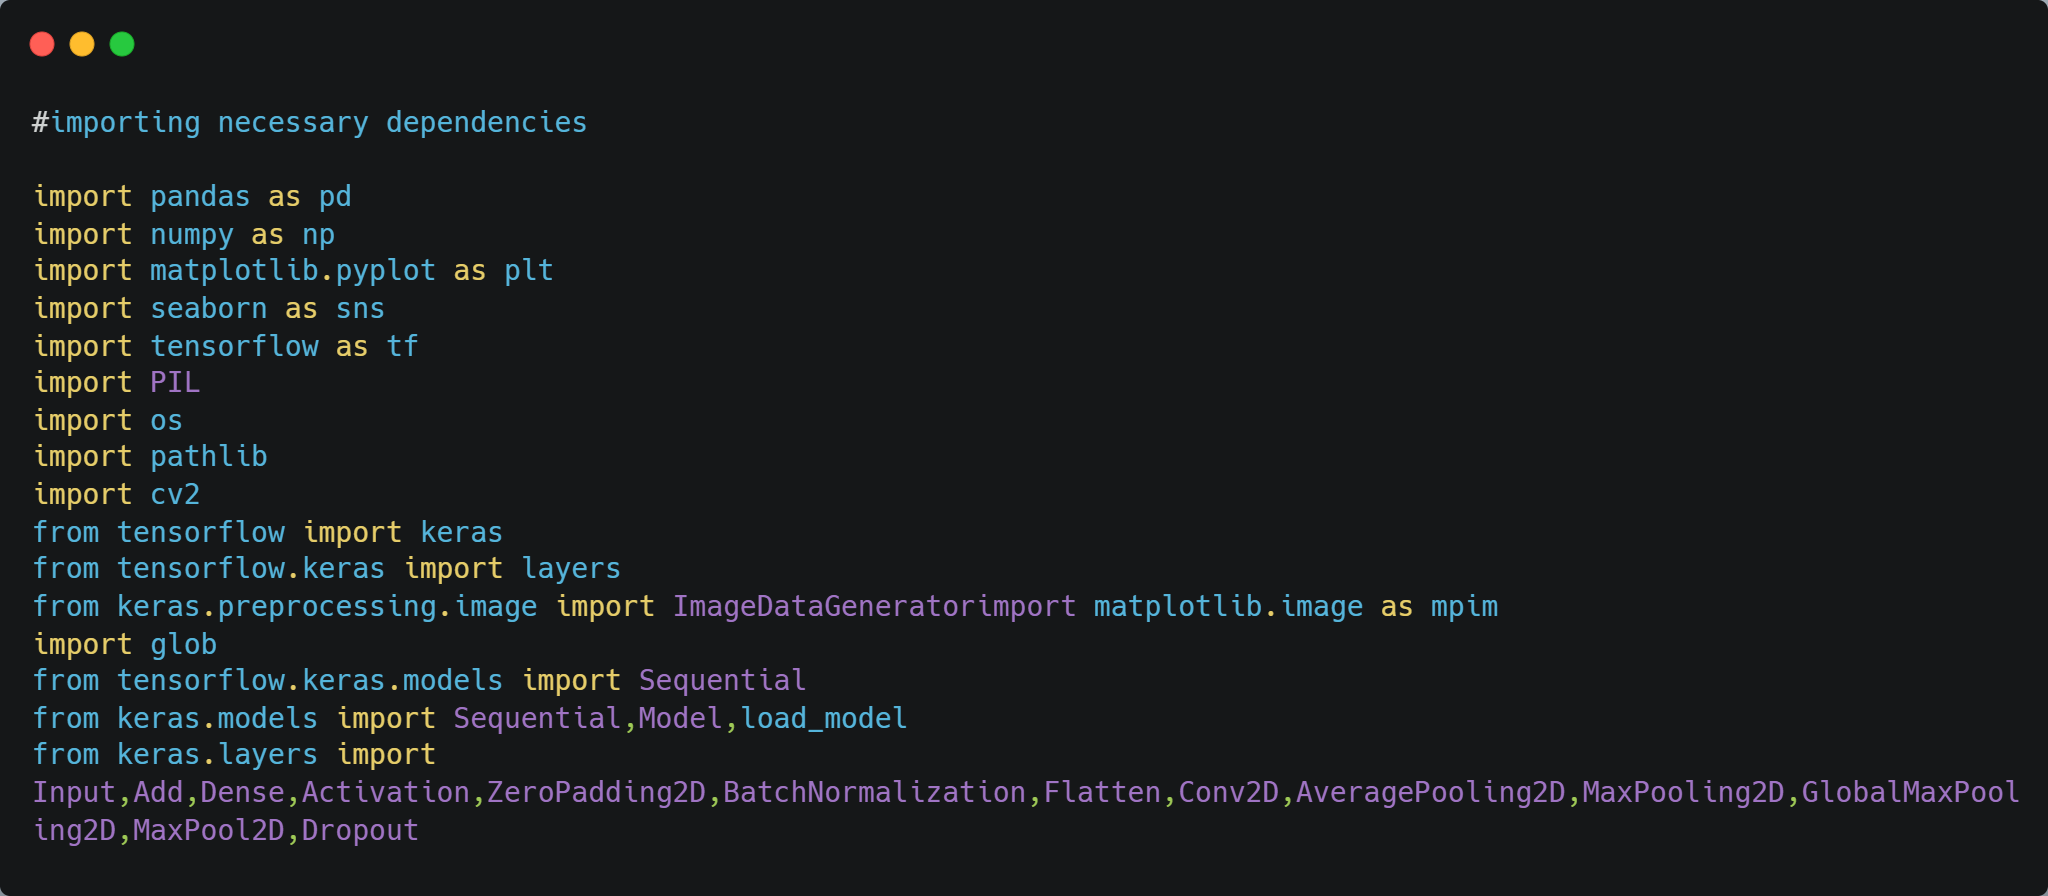 #importing necessary dependencies
import pandas as pd
import numpy as np
import matplotlib.pyplot as plt
import seaborn as sns
import tensorflow as tf
import PIL
import os
import pathlib
import cv2
from tensorflow import keras
from tensorflow.keras import layers
from keras.preprocessing.image import ImageDataGeneratorimport matplotlib.image as mpim
import glob
from tensorflow.keras.models import Sequential
from keras.models import Sequential,Model,load_model
from keras.layers import
Input,Add,Dense,Activation,ZeroPadding2D,BatchNormalization,Flatten,Conv2D,AveragePooling2D,MaxPooling2D,GlobalMaxPool
ing2D,MaxPool2D,Dropout